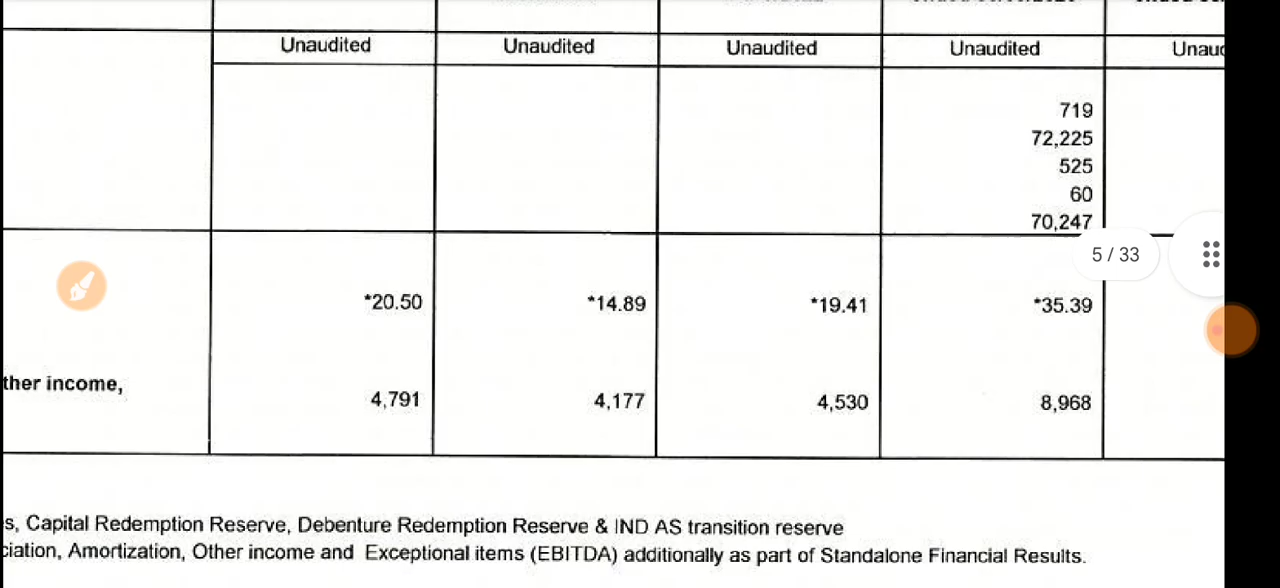 Unaudited Unaudited Unaudited Unaudited Unaud
719
72,225
525
60
70,247
5 / 33
*20.50 *14.89 *19.41 *35.39
ther income,
4,791 4,177 4,530 8,968
s, Capital Redemption Reserve, Debenture Redemption Reserve & IND AS transition reserve
ciation, Amortization, Other income and Exceptional items (EBITDA) additionally as part of Standalone Financial Results.